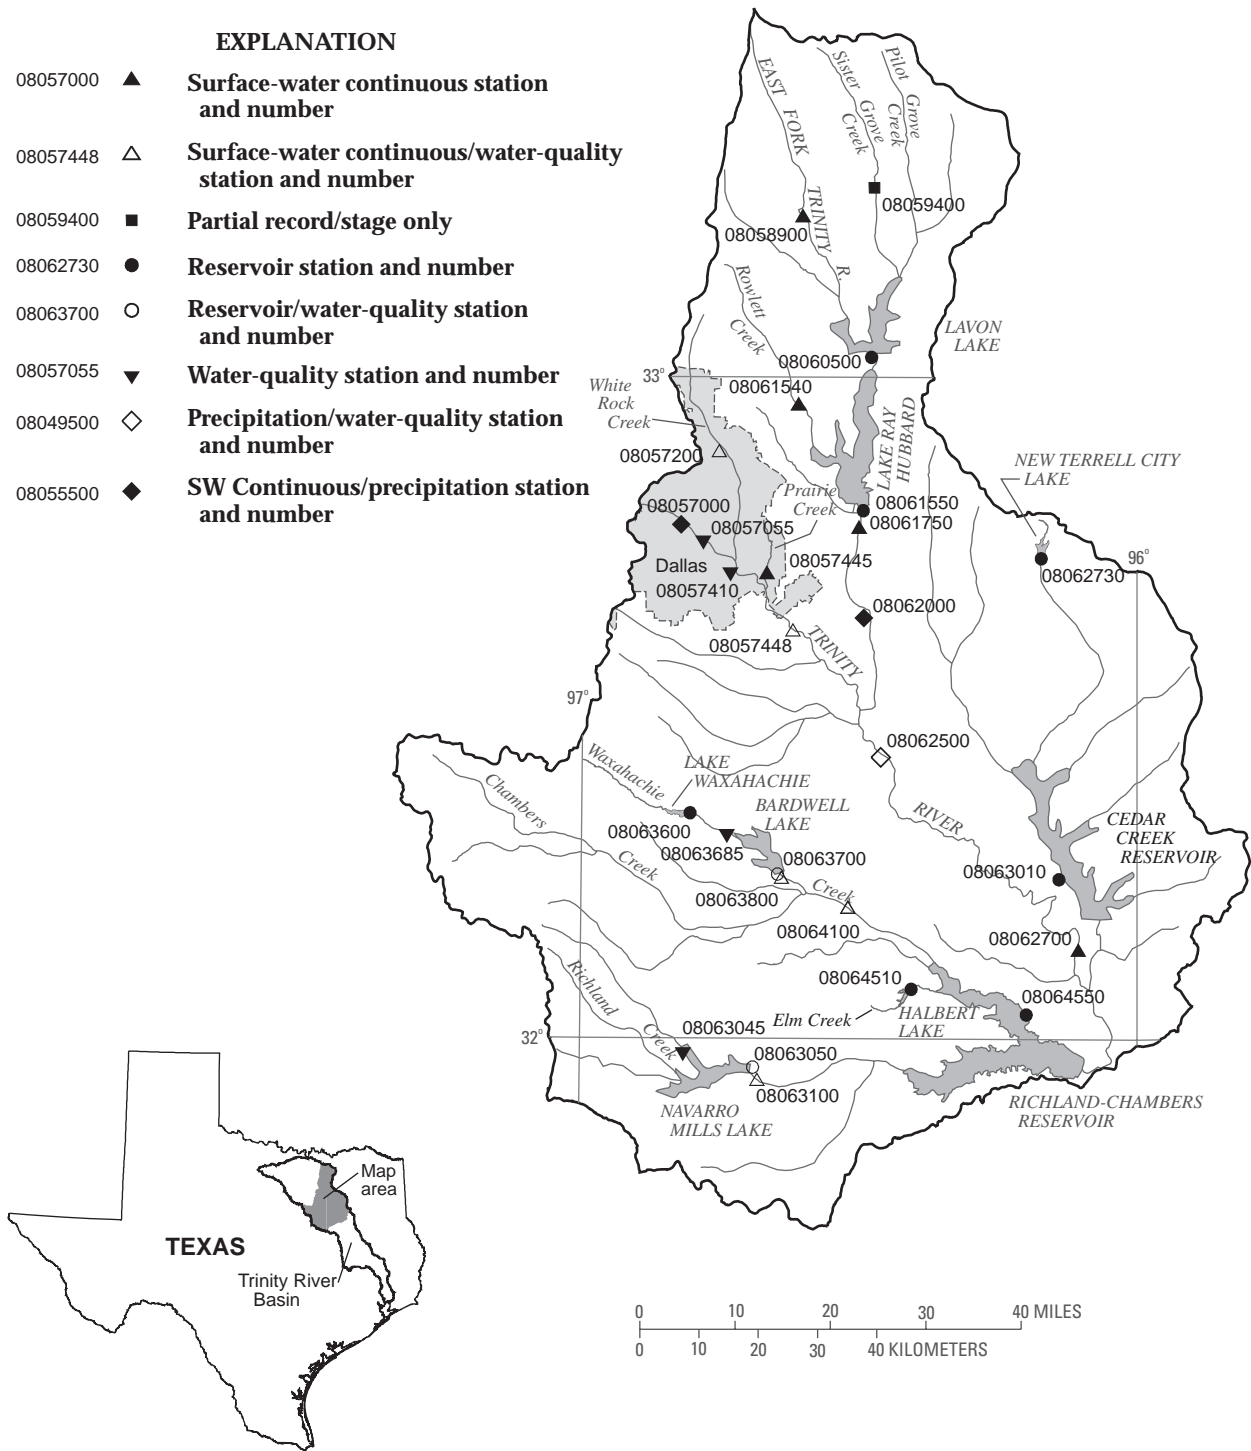 EXPLANATION
08057000 Surface-water continuous station
and number
08057448 Surface-water continuous/water-quality
station and number
08059400 Partial record/stage only
08062730 Reservoir station and number
08063700 Reservoir/water-quality station
and number
08057055 Water-quality station and number
08049500 Precipitation/water-quality station
and number
08055500 SW Continuous/precipitation station
and number
EAST FORK TRINITY R.
Sister Grove Creek
Pilot Grove Creek
08059400
08058900
Rowlett Creek
LAVON
LAKE
08060500
33°
08061540
White
Rock
Creek
LAKE RAY
HUBBARD
08057200
NEW TERRELL CITY
LAKE
Prairie
Creek
08057000
08061550
08061750
08057055
96°
08057445
Dallas
08062730
08057410
08062000
08057448
TRINITY
97°
08062500
Waxahachie
LAKE
WAXAHACHIE
Chambers
BARDWELL
LAKE
RIVER
CEDAR
CREEK
RESERVOIR
08063600
08063685
08063700
Creek
08063010
Creek
08063800
08064100
08062700
Richland
08064510
08064550
Elm Creek
HALBERT
LAKE
32°
08063045
Creek
08063050
08063100
NAVARRO
MILLS LAKE
RICHLAND-CHAMBERS
RESERVOIR
Map
area
TEXAS
Trinity River
Basin
0 10 20 30 40 MILES
0 10 20 30 40 KILOMETERS